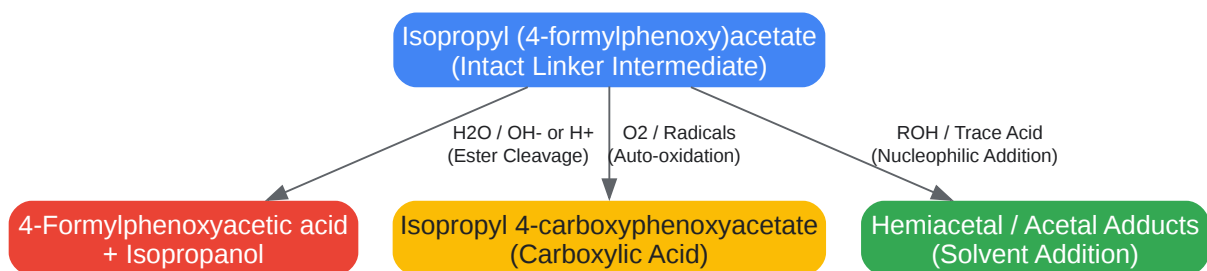 Isopropyl (4-formylphenoxy)acetate
(Intact Linker Intermediate)
H2O / OH- or H+
(Ester Cleavage)
O2 / Radicals
(Auto-oxidation)
ROH / Trace Acid
(Nucleophilic Addition)
4-Formylphenoxyacetic acid
+ Isopropanol
Isopropyl 4-carboxyphenoxyacetate
(Carboxylic Acid)
Hemiacetal / Acetal Adducts
(Solvent Addition)